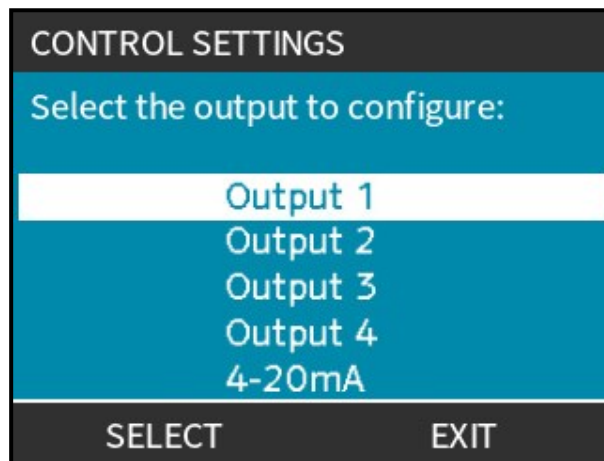 CONTROL SETTINGS
Select the output to configure:
Output 1
Output 2
Output 3
Output 4
4-20mA
SELECT EXIT